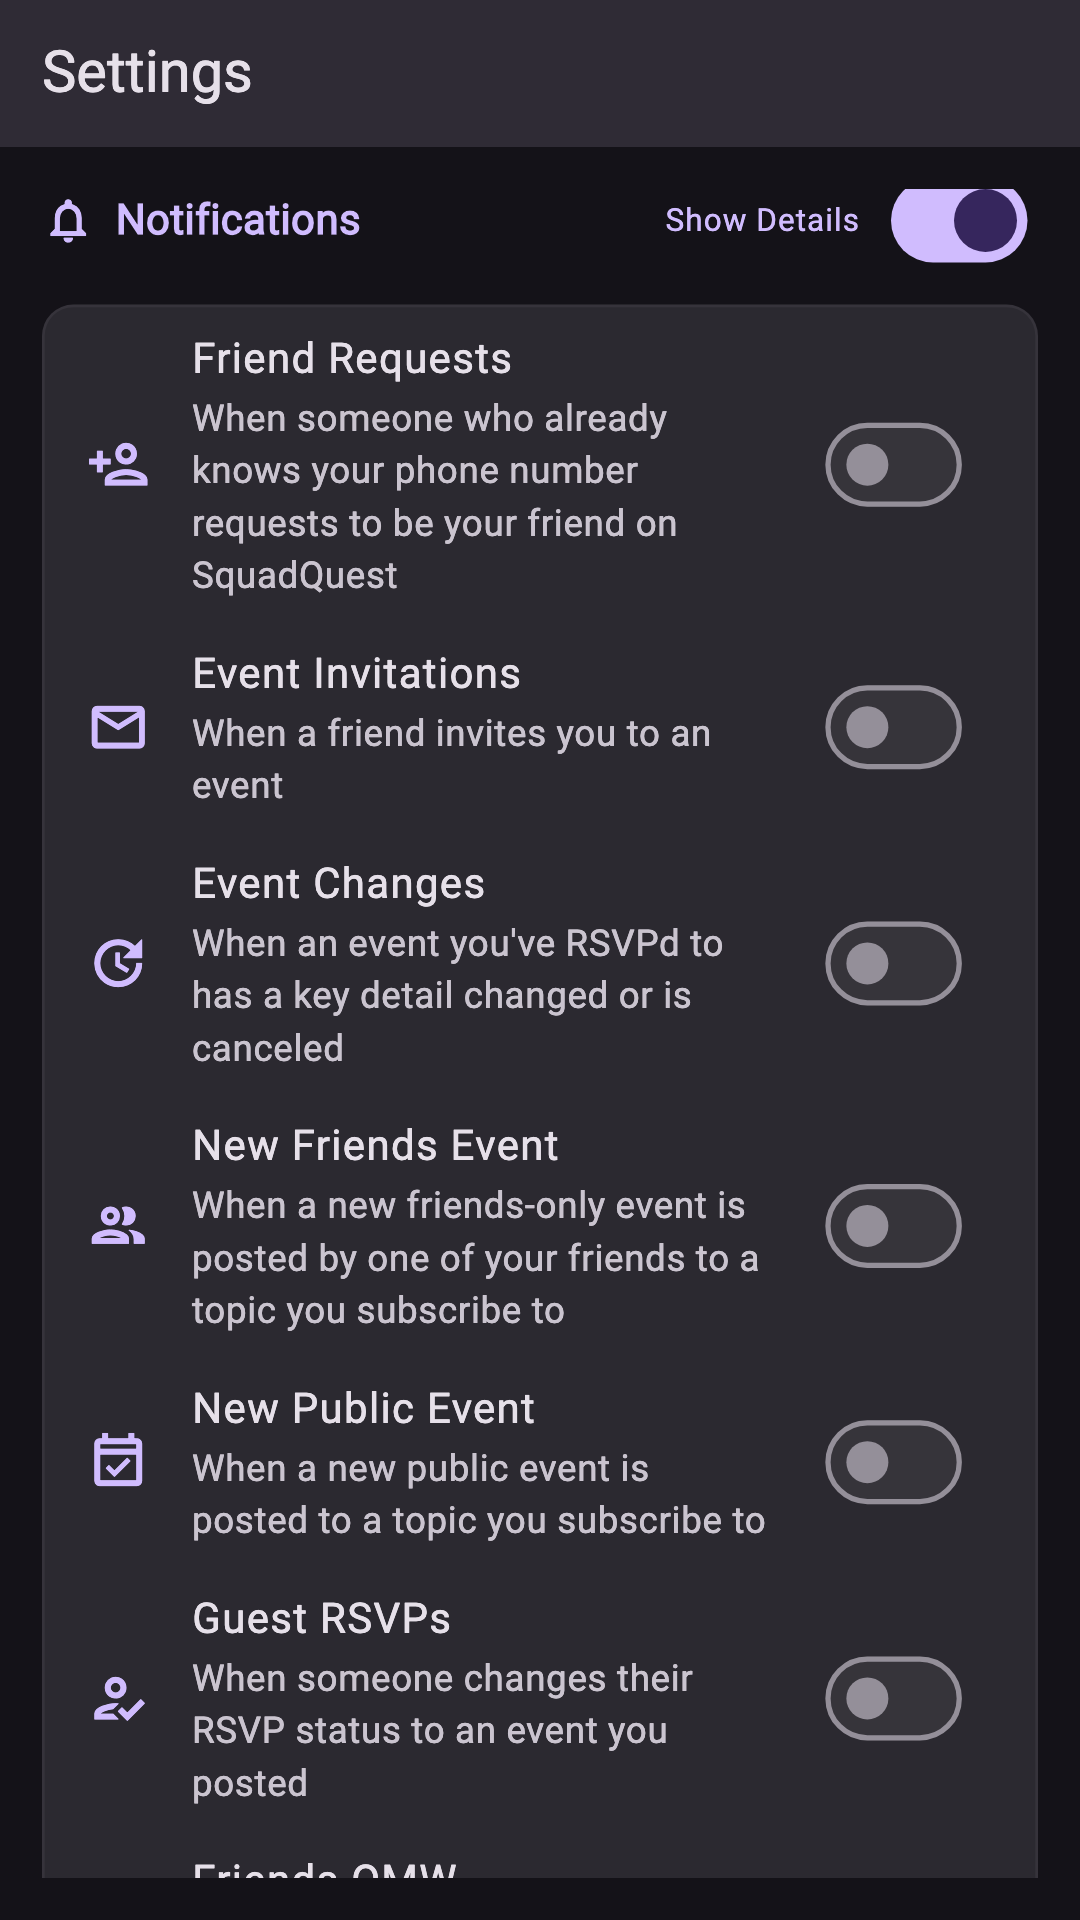 Settings
Notifications
Show Details
Friend Requests
When someone who already
knows your phone number
requests to be your friend on
SquadQuest
Event Invitations
When a friend invites you to an
event
Event Changes
When an event you've RSVPd to
has a key detail changed or is
canceled
New Friends Event
When a new friends-only event is
posted by one of your friends to a
topic you subscribe to
New Public Event
When a new public event is
posted to a topic you subscribe to
Guest RSVPs
When someone changes their
RSVP status to an event you
posted
Friends OMW